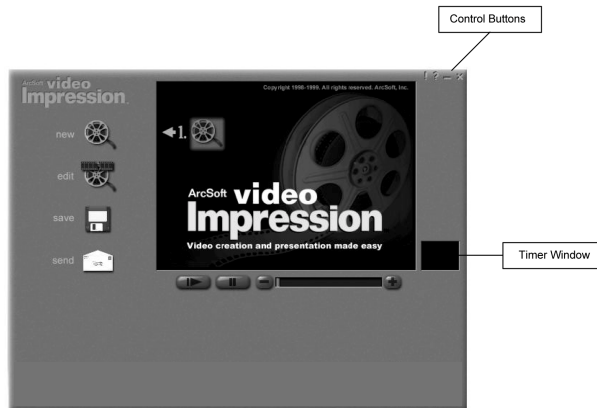 Control Buttons
! ? – ×
ArcSoft video
Impression
Copyright 1998-1999. All rights reserved. ArcSoft, Inc.
new
1.
edit
ArcSoft video
Impression
Video creation and presentation made easy
save
send
Timer Window